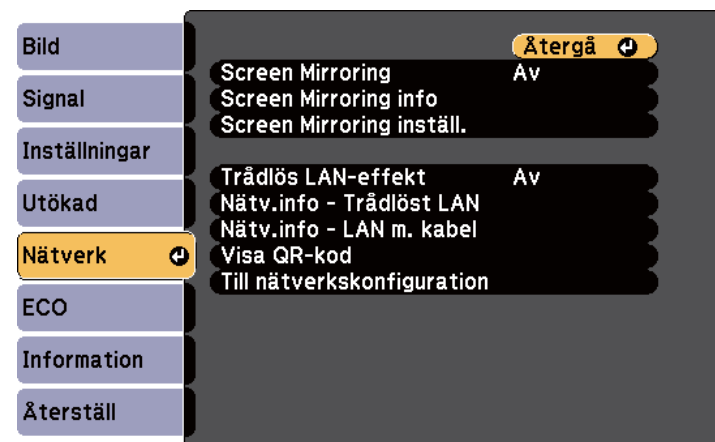 Bild
Signal
Inställningar
Utökad
Nätverk
ECO
Information
Återställ
Återgå
Screen Mirroring Av
Screen Mirroring info
Screen Mirroring inställ.
Trådlös LAN-effekt Av
Nätv.info - Trådlöst LAN
Nätv.info - LAN m. kabel
Visa QR-kod
Till nätverkskonfiguration